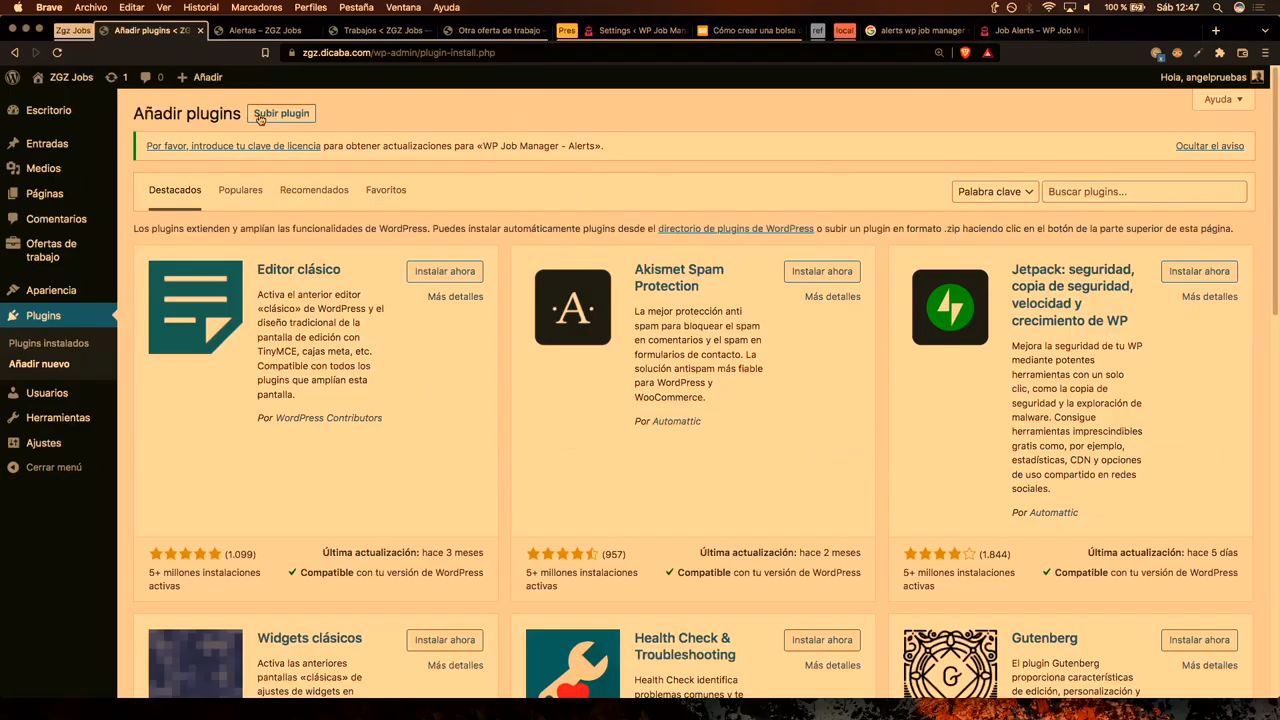 Brave Archivo Editar Ver Historial Marcadores Perfiles Pestaña Ventana Ayuda 100 % Sáb 12:47
Zgz Jobs Añadir plugins < ZG Alertas – ZGZ Jobs Trabajos < ZGZ Jobs — Otra oferta de trabajo Pres Settings < WP Job Man Cómo crear una bolsa ref local alerts wp job manager Job Alerts – WP Job Ma
zgz.dicaba.com/wp-admin/plugin-install.php
ZGZ Jobs 1 0 Añadir Hola, angelpruebas
Escritorio
Entradas
Medios
Páginas
Comentarios
Ofertas de
trabajo
Apariencia
Plugins
Plugins instalados
Añadir nuevo
Usuarios
Herramientas
Ajustes
Cerrar menú
Añadir plugins Subir plugin Ayuda
Por favor, introduce tu clave de licencia para obtener actualizaciones para «WP Job Manager - Alerts». Ocultar el aviso
Destacados Populares Recomendados Favoritos Palabra clave Buscar plugins...
Los plugins extienden y amplían las funcionalidades de WordPress. Puedes instalar automáticamente plugins desde el directorio de plugins de WordPress o subir un plugin en formato .zip haciendo clic en el botón de la parte superior de esta página.
Editor clásico
Instalar ahora
Más detalles
Activa el anterior editor
«clásico» de WordPress y el
diseño tradicional de la
pantalla de edición con
TinyMCE, cajas meta, etc.
Compatible con todos los
plugins que amplían esta
pantalla.
Por WordPress Contributors
(1.099) Última actualización: hace 3 meses
5+ millones instalaciones
activas
Compatible con tu versión de WordPress
A
Akismet Spam
Protection
Instalar ahora
Más detalles
La mejor protección anti
spam para bloquear el spam
en comentarios y el spam en
formularios de contacto. La
solución antispam más fiable
para WordPress y
WooCommerce.
Por Automattic
(957) Última actualización: hace 2 meses
5+ millones instalaciones
activas
Compatible con tu versión de WordPress
Jetpack: seguridad,
copia de seguridad,
velocidad y
crecimiento de WP
Instalar ahora
Más detalles
Mejora la seguridad de tu WP
mediante potentes
herramientas con un solo
clic, como la copia de
seguridad y la exploración de
malware. Consigue
herramientas imprescindibles
gratis como, por ejemplo,
estadísticas, CDN y opciones
de uso compartido en redes
sociales.
Por Automattic
(1.844) Última actualización: hace 5 días
5+ millones instalaciones
activas
Compatible con tu versión de WordPress
Widgets clásicos
Instalar ahora
Más detalles
Activa las anteriores
pantallas «clásicas» de
ajustes de widgets en
Health Check &
Troubleshooting
Instalar ahora
Más detalles
Health Check identifica
problemas comunes y te
G
Gutenberg
Instalar ahora
Más detalles
El plugin Gutenberg
proporciona características
de edición, personalización y